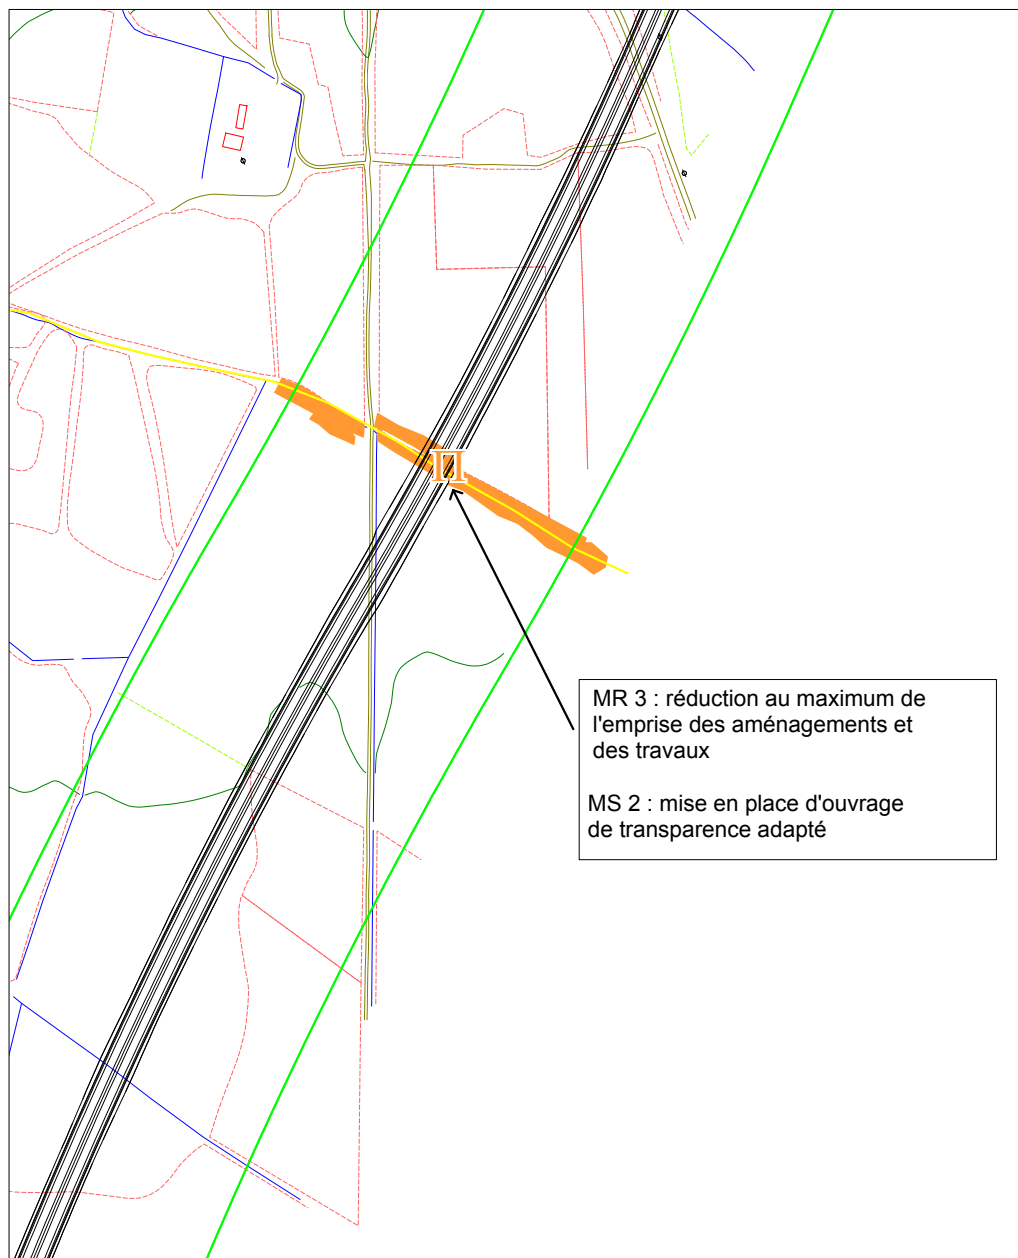 MR 3 : réduction au maximum de
l'emprise des aménagements et
des travaux
MS 2 : mise en place d'ouvrage
de transparence adapté